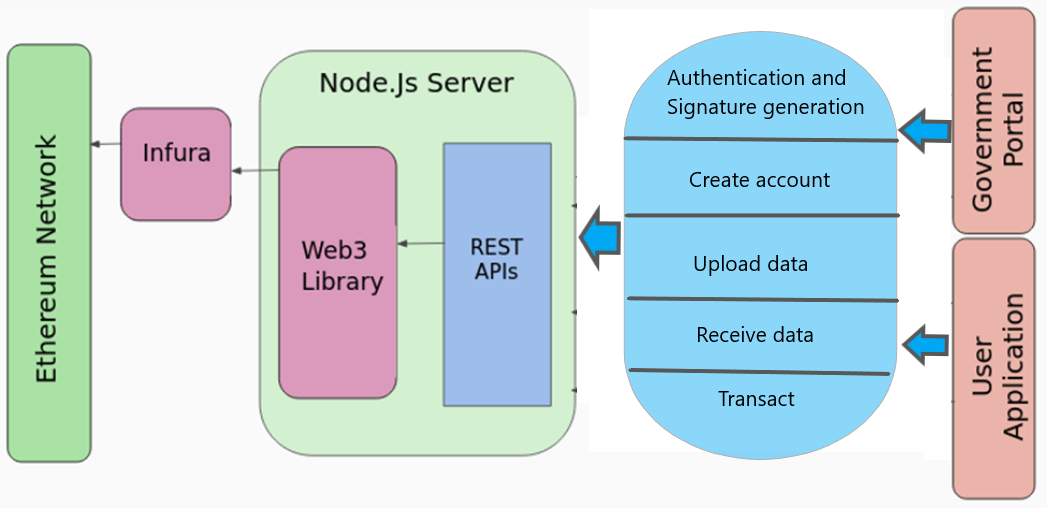 Ethereum Network
Infura
Node.Js Server
Web3
Library
REST
APIs
Authentication and
Signature generation
Create account
Upload data
Receive data
Transact
Government
Portal
User
Application